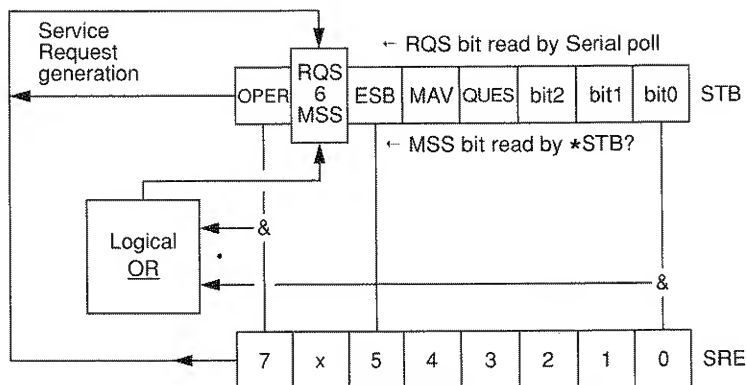 Service
Request
generation
← RQS bit read by Serial poll
OPER RQS 6 MSS ESB MAV QUES bit2 bit1 bit0 STB
← MSS bit read by *STB?
Logical
OR
&
&
7 x 5 4 3 2 1 0 SRE